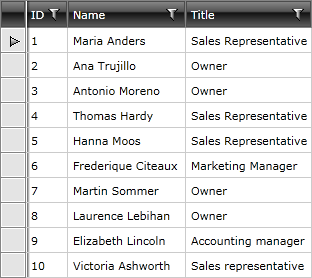 ID Name Title
1 Maria Anders Sales Representative
2 Ana Trujillo Owner
3 Antonio Moreno Owner
4 Thomas Hardy Sales Representative
5 Hanna Moos Sales Representative
6 Frederique Citeaux Marketing Manager
7 Martin Sommer Owner
8 Laurence Lebihan Owner
9 Elizabeth Lincoln Accounting manager
10 Victoria Ashworth Sales representative